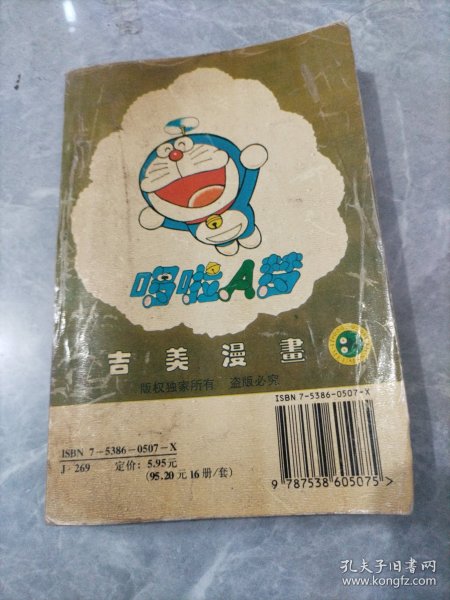 哆啦A梦
吉美漫畫
版权独家所有 盗版必究
ISBN 7-5386-0507-X
J·269 定价：5.95元
(95.20元16册/套)
ISBN 7-5386-0507-X
9 787538 605075 >
孔夫子旧书网
www.kongfz.com